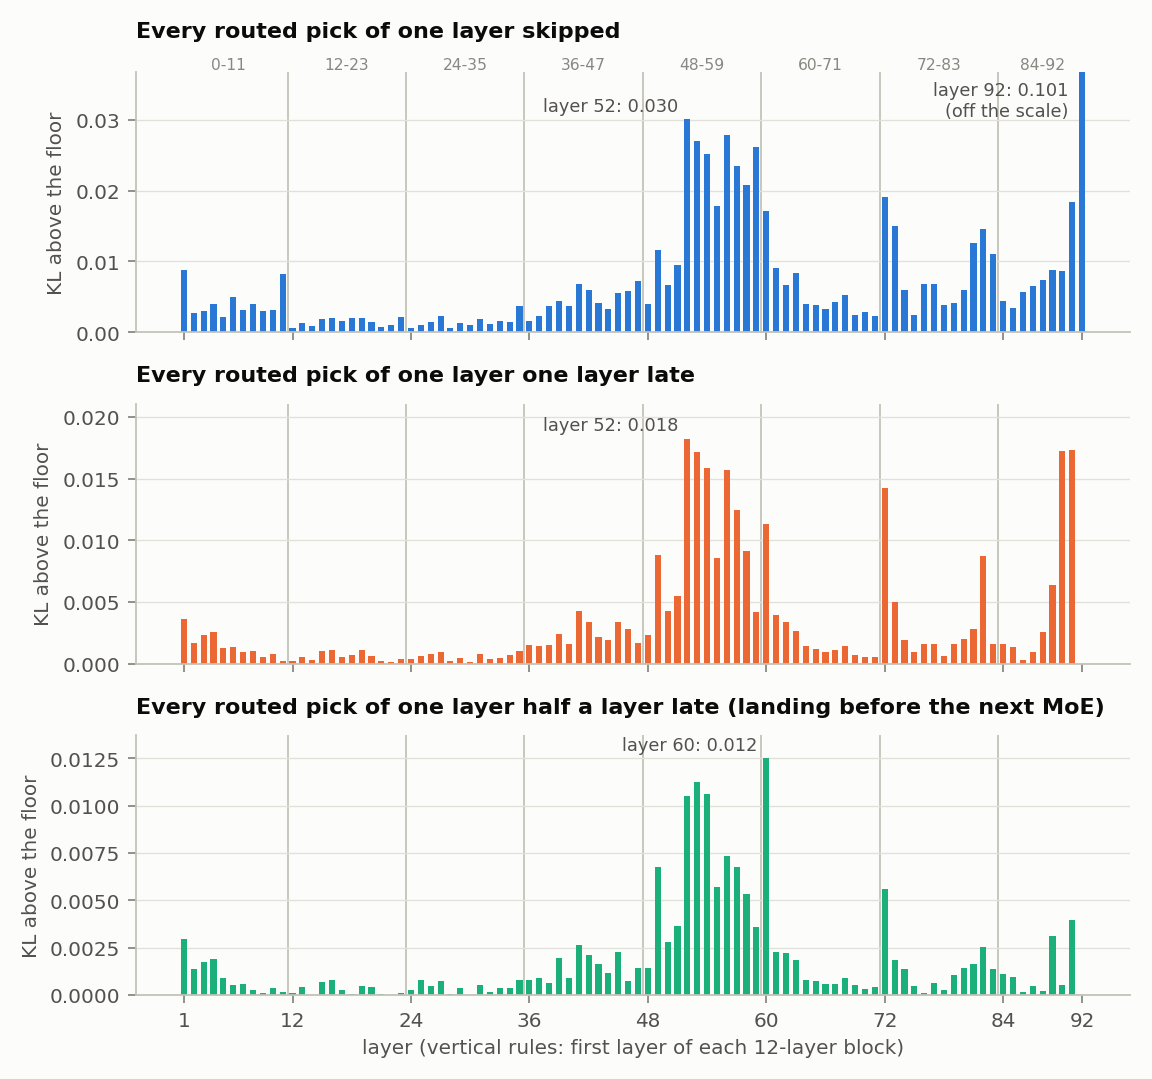 Every routed pick of one layer skipped
0-11 12-23 24-35 36-47 48-59 60-71 72-83 84-92
layer 92: 0.101
(off the scale)
layer 52: 0.030
KL above the floor
0.03
0.02
0.01
0.00
Every routed pick of one layer one layer late
layer 52: 0.018
KL above the floor
0.020
0.015
0.010
0.005
0.000
Every routed pick of one layer half a layer late (landing before the next MoE)
layer 60: 0.012
KL above the floor
0.0125
0.0100
0.0075
0.0050
0.0025
0.0000
1 12 24 36 48 60 72 84 92
layer (vertical rules: first layer of each 12-layer block)